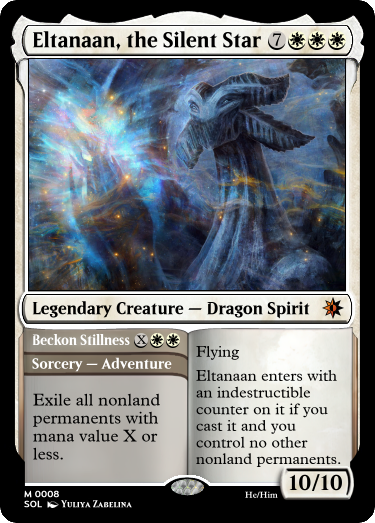 Eltanaan, the Silent Star 7
Legendary Creature — Dragon Spirit
Beckon Stillness X
Sorcery — Adventure
Exile all nonland
permanents with
mana value X or
less.
Flying
Eltanaan enters with
an indestructible
counter on it if you
cast it and you
control no other
nonland permanents.
10/10
M 0008
SOL Yuliya Zabelina
He/Him